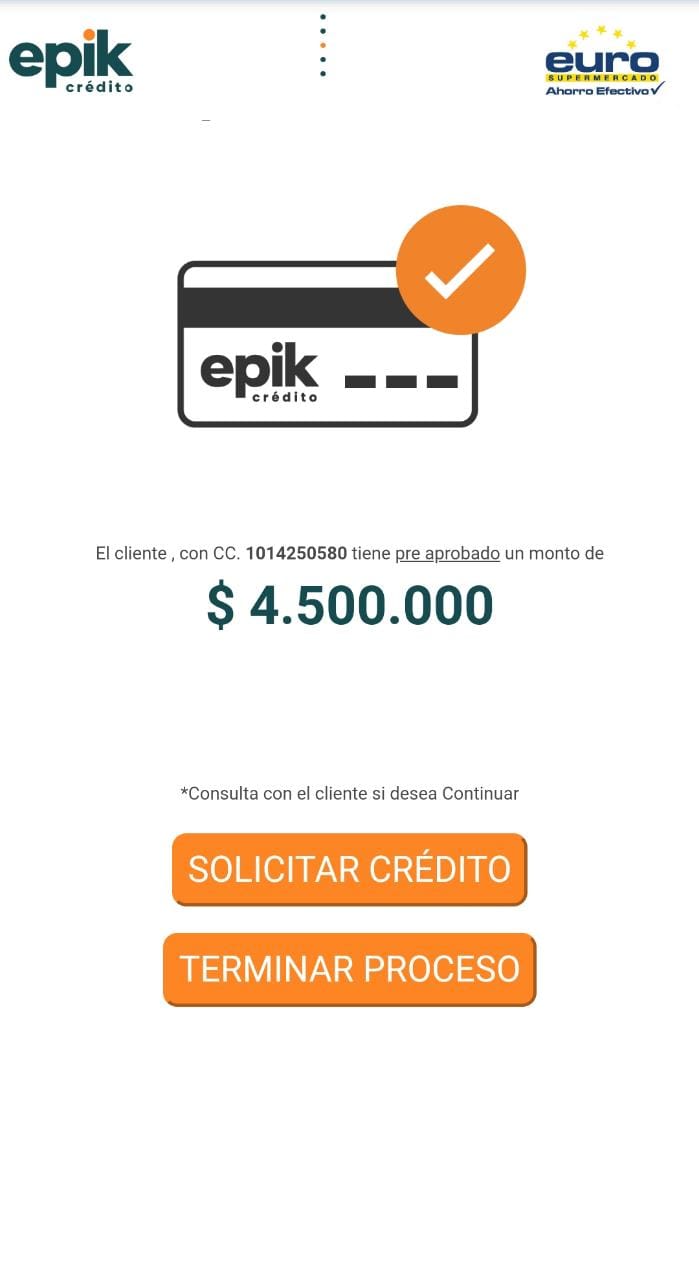 epik
crédito
euro
SUPERMERCADO
Ahorro Efectivo
epik
crédito
El cliente , con CC. 1014250580 tiene pre aprobado un monto de
$ 4.500.000
*Consulta con el cliente si desea Continuar
SOLICITAR CRÉDITO
TERMINAR PROCESO